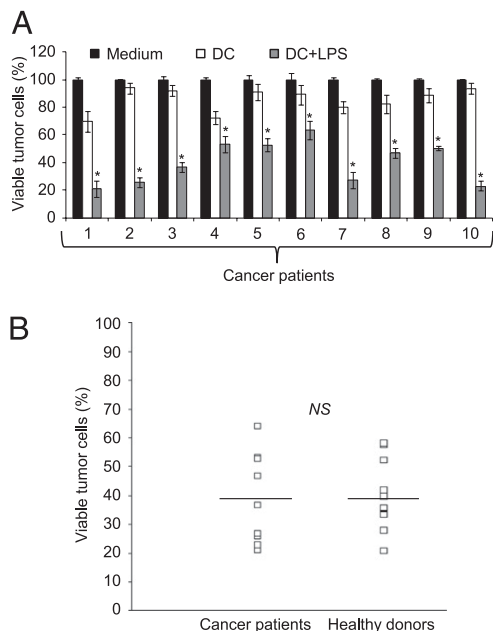 A
Medium DC DC+LPS
Viable tumor cells (%)
120
100
80
60
40
20
0
* * * * * * * * * *
1 2 3 4 5 6 7 8 9 10
Cancer patients
B
Viable tumor cells (%)
100
90
80
70
60
50
40
30
20
10
0
NS
Cancer patients Healthy donors